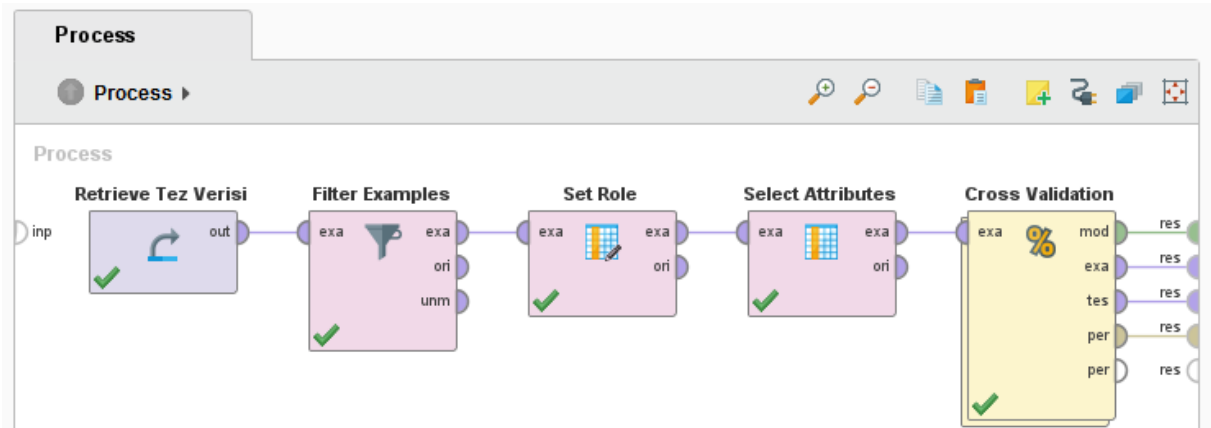 Process
Process
Process
Retrieve Tez Verisi
Filter Examples
Set Role
Select Attributes
Cross Validation
inp
out
exa
exa
ori
unm
exa
exa
ori
exa
exa
ori
exa
%
mod
exa
tes
per
per
res
res
res
res
res